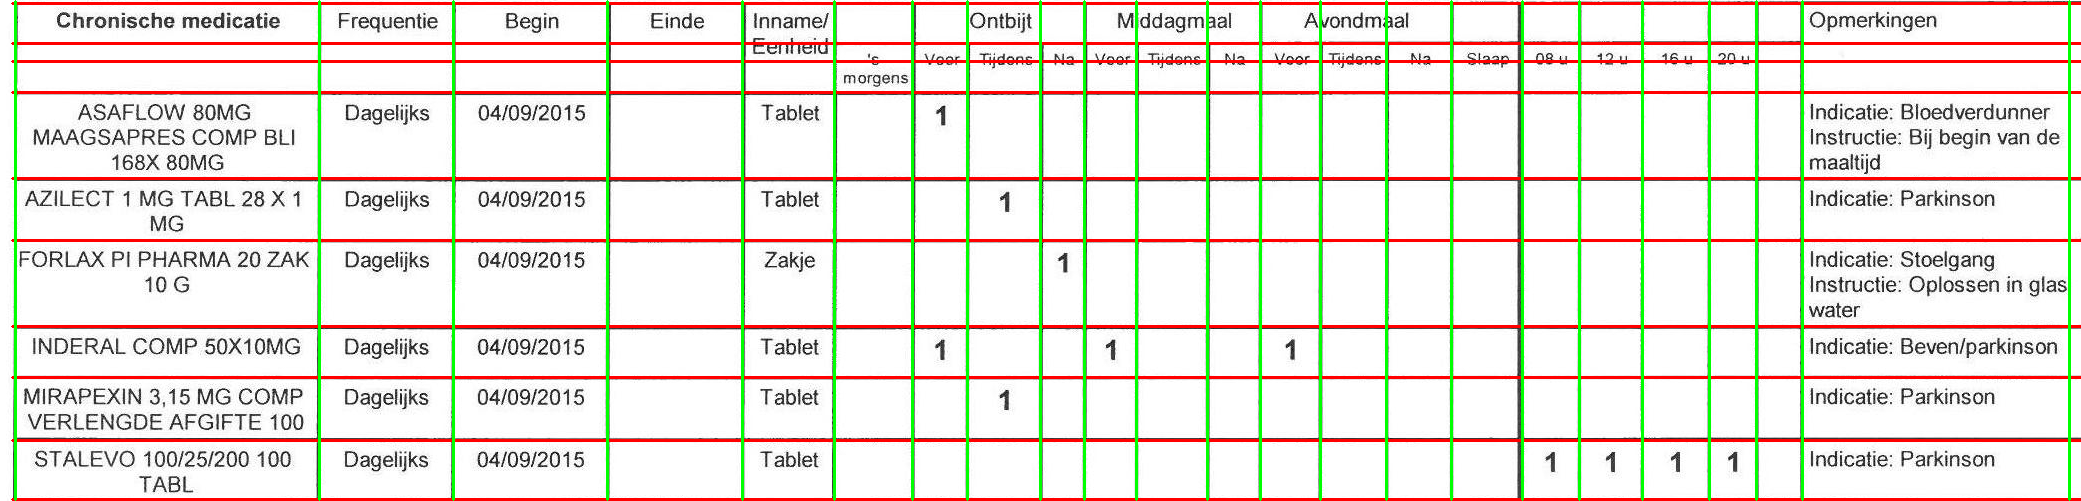 Chronische medicatie Frequentie Begin Einde Inname/ Ontbijt Middagmaal Avondmaal Opmerkingen
Eenheid
's Voor Tijdens Na Voor Tijdens Na Voor Tijdens Na Slaap 08 u 12 u 16 u 20 u
morgens
ASAFLOW 80MG Dagelijks 04/09/2015 Tablet 1 Indicatie: Bloedverdunner
MAAGSAPRES COMP BLI Instructie: Bij begin van de
168X 80MG maaltijd
AZILECT 1 MG TABL 28 X 1 Dagelijks 04/09/2015 Tablet 1 Indicatie: Parkinson
MG
FORLAX PI PHARMA 20 ZAK Dagelijks 04/09/2015 Zakje 1 Indicatie: Stoelgang
10 G Instructie: Oplossen in glas
water
INDERAL COMP 50X10MG Dagelijks 04/09/2015 Tablet 1 1 1 Indicatie: Beven/parkinson
MIRAPEXIN 3,15 MG COMP Dagelijks 04/09/2015 Tablet 1 Indicatie: Parkinson
VERLENGDE AFGIFTE 100
STALEVO 100/25/200 100 Dagelijks 04/09/2015 Tablet 1 1 1 1 Indicatie: Parkinson
TABL